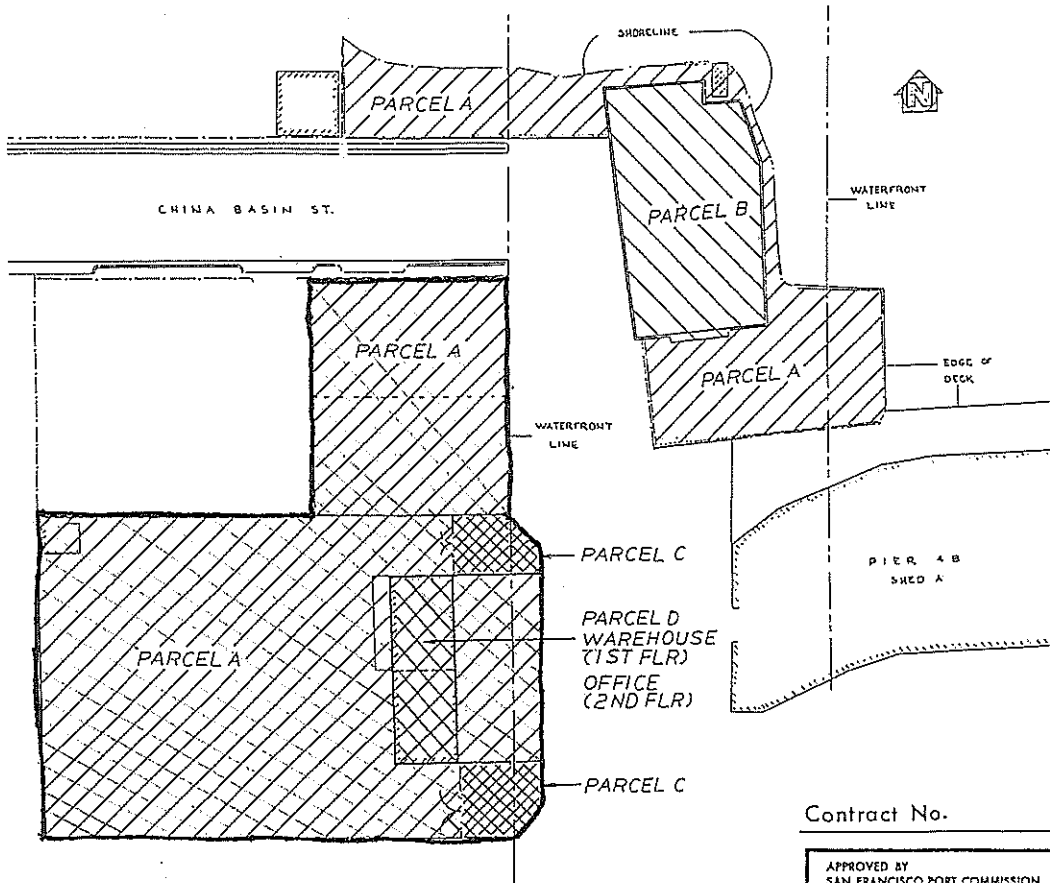 SHORELINE
PARCEL A
N
CHINA BASIN ST.
PARCEL B
WATERFRONT
LINE
PARCEL A
PARCEL A
EDGE OF
DECK
WATERFRONT
LINE
PARCEL C
PIER 48
SHED A
PARCEL D
WAREHOUSE
(1ST FLR)
OFFICE
(2ND FLR)
PARCEL A
PARCEL C
Contract No.
APPROVED BY
SAN FRANCISCO PORT COMMISSION